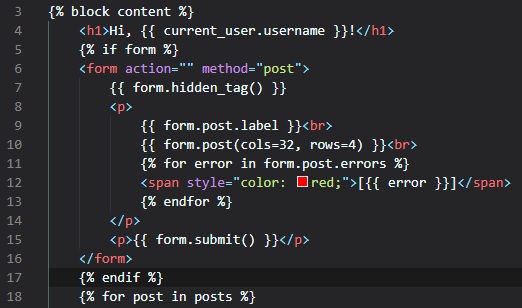 3 {% block content %}
4     <h1>Hi, {{ current_user.username }}!</h1>
5     {% if form %}
6     <form action="" method="post">
7         {{ form.hidden_tag() }}
8         <p>
9             {{ form.post.label }}<br>
10             {{ form.post(cols=32, rows=4) }}<br>
11             {% for error in form.post.errors %}
12             <span style="color: red;">[{{ error }}]</span>
13             {% endfor %}
14         </p>
15         <p>{{ form.submit() }}</p>
16     </form>
17     {% endif %}
18     {% for post in posts %}